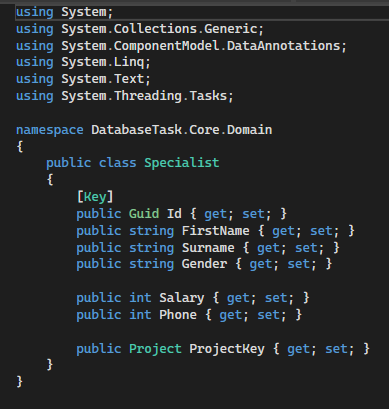 using System;
using System.Collections.Generic;
using System.ComponentModel.DataAnnotations;
using System.Linq;
using System.Text;
using System.Threading.Tasks;

namespace DatabaseTask.Core.Domain
{
    public class Specialist
    {
        [Key]
        public Guid Id { get; set; }
        public string FirstName { get; set; }
        public string Surname { get; set; }
        public string Gender { get; set; }

        public int Salary { get; set; }
        public int Phone { get; set; }

        public Project ProjectKey { get; set; }
    }
}